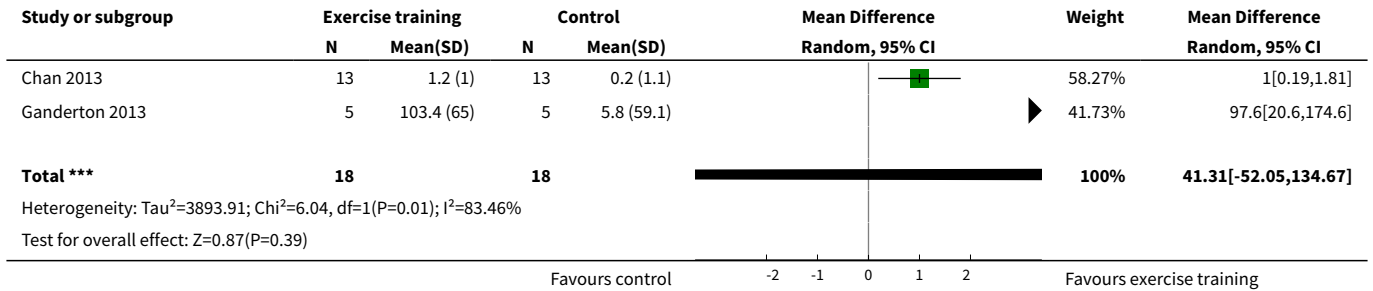 Study or subgroup Exercise training Control Mean Difference Weight Mean Difference
N Mean(SD) N Mean(SD) Random, 95% CI Random, 95% CI
Chan 2013 13 1.2 (1) 13 0.2 (1.1) 58.27% 1[0.19,1.81]
Ganderton 2013 5 103.4 (65) 5 5.8 (59.1) 41.73% 97.6[20.6,174.6]
Total *** 18 18 100% 41.31[-52.05,134.67]
Heterogeneity: Tau²=3893.91; Chi²=6.04, df=1(P=0.01); I²=83.46%
Test for overall effect: Z=0.87(P=0.39)
Favours control -2 -1 0 1 2 Favours exercise training